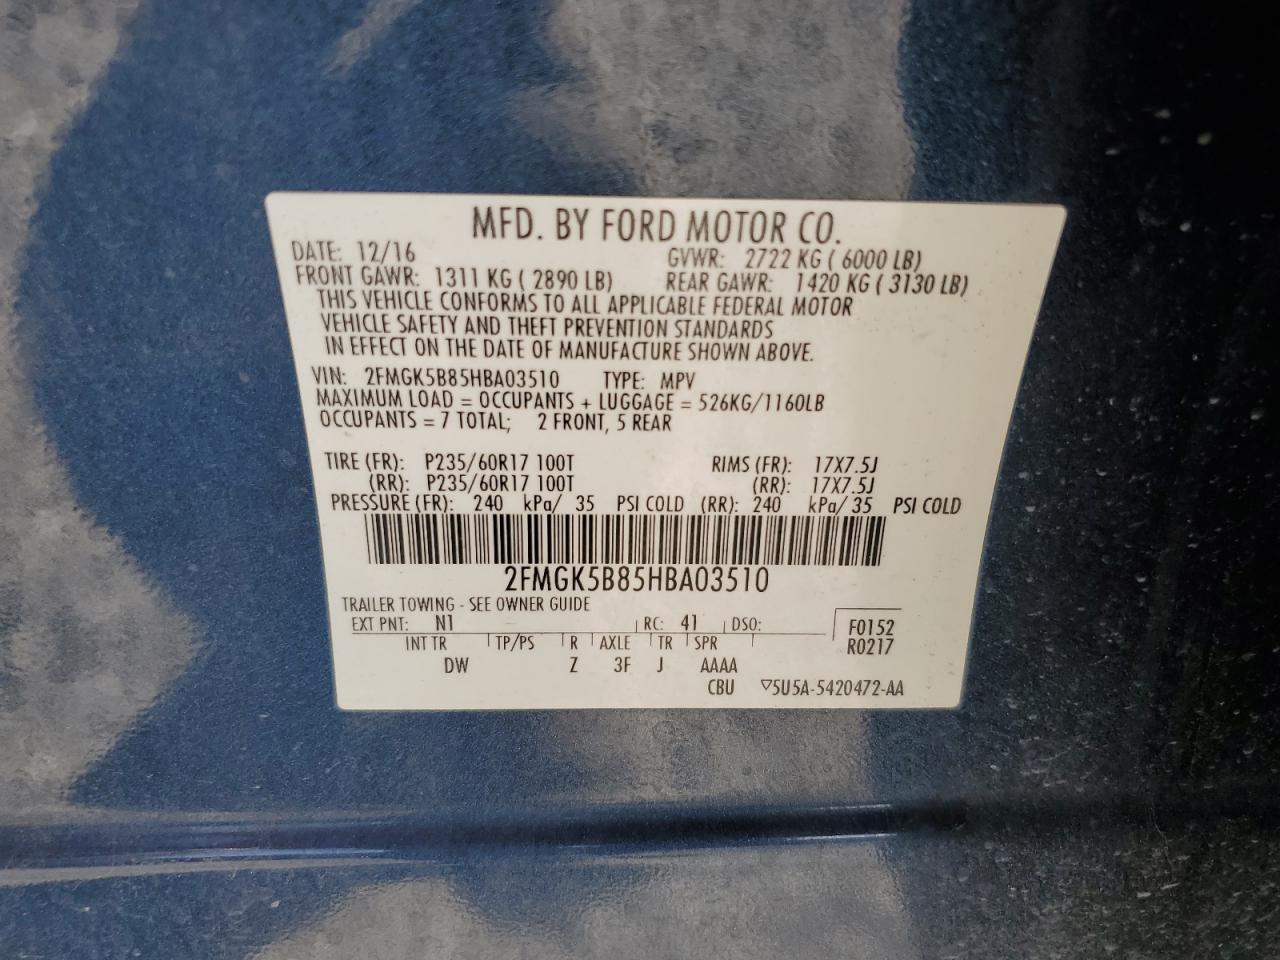 MFD. BY FORD MOTOR CO.
DATE: 12/16 GVWR: 2722 KG ( 6000 LB)
FRONT GAWR: 1311 KG ( 2890 LB) REAR GAWR: 1420 KG ( 3130 LB)
THIS VEHICLE CONFORMS TO ALL APPLICABLE FEDERAL MOTOR
VEHICLE SAFETY AND THEFT PREVENTION STANDARDS
IN EFFECT ON THE DATE OF MANUFACTURE SHOWN ABOVE.
VIN: 2FMGK5B85HBA03510 TYPE: MPV
MAXIMUM LOAD = OCCUPANTS + LUGGAGE = 526KG/1160LB
OCCUPANTS = 7 TOTAL; 2 FRONT, 5 REAR
TIRE (FR): P235/60R17 100T RIMS (FR): 17X7.5J
(RR): P235/60R17 100T (RR): 17X7.5J
PRESSURE (FR): 240 kPa/ 35 PSI COLD (RR): 240 kPa/ 35 PSI COLD
2FMGK5B85HBA03510
TRAILER TOWING - SEE OWNER GUIDE
EXT PNT: N1 RC: 41 DSO: F0152
INT TR TP/PS R AXLE TR SPR R0217
DW Z 3F J AAAA
CBU ▽5U5A-5420472-AA